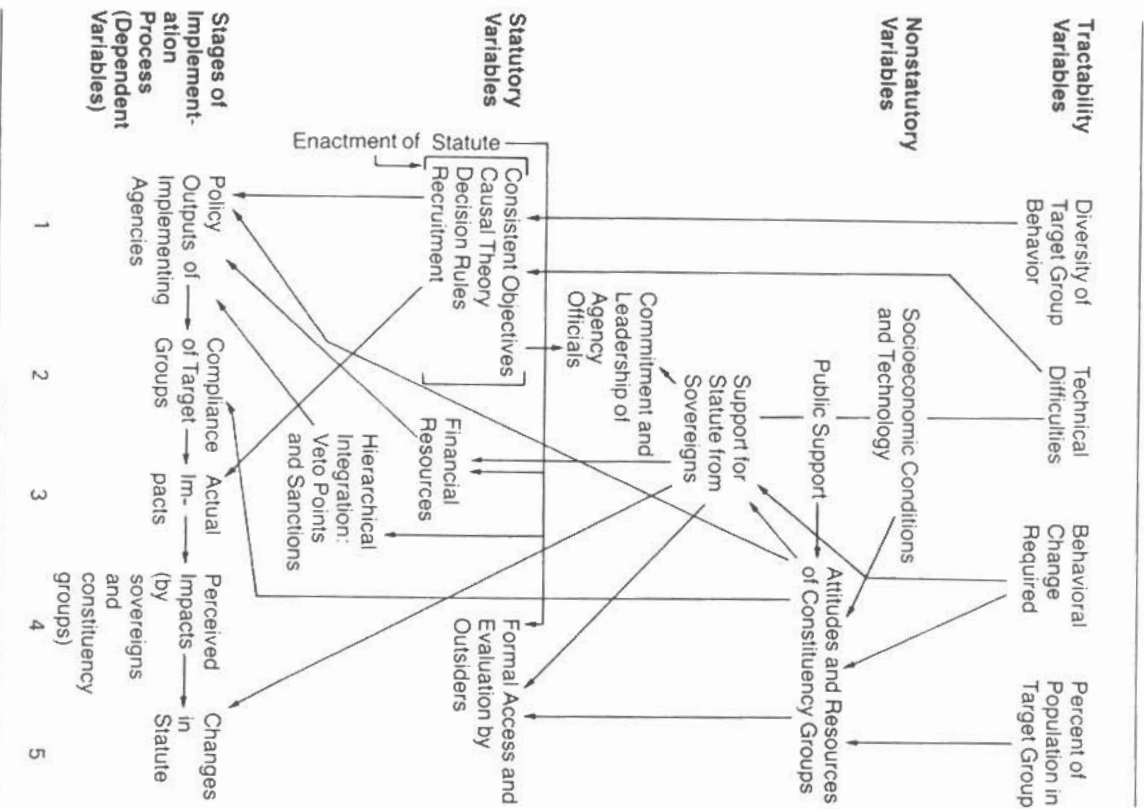 Tractability
Variables
Diversity of
Target Group
Behavior
Technical
Difficulties
Behavioral
Change
Required
Percent of
Population in
Target Group
Nonstatutory
Variables
Socioeconomic Conditions
and Technology
Public Support
Attitudes and Resources
of Constituency Groups
Support for
Statute from
Sovereigns
Commitment and
Leadership of
Agency
Officials
Statutory
Variables
Enactment of Statute
Consistent Objectives
Causal Theory
Decision Rules
Recruitment
Financial
Resources
Hierarchical
Integration:
Veto Points
and Sanctions
Formal Access and
Evaluation by
Outsiders
Stages of
Implement-
ation
Process
(Dependent
Variables)
Policy
Outputs of
Implementing
Agencies
Compliance
of Target
Groups
Actual
Im-
pacts
Perceived
Impacts
(by
sovereigns
and
constituency
groups)
Changes
in
Statute
1
2
3
4
5